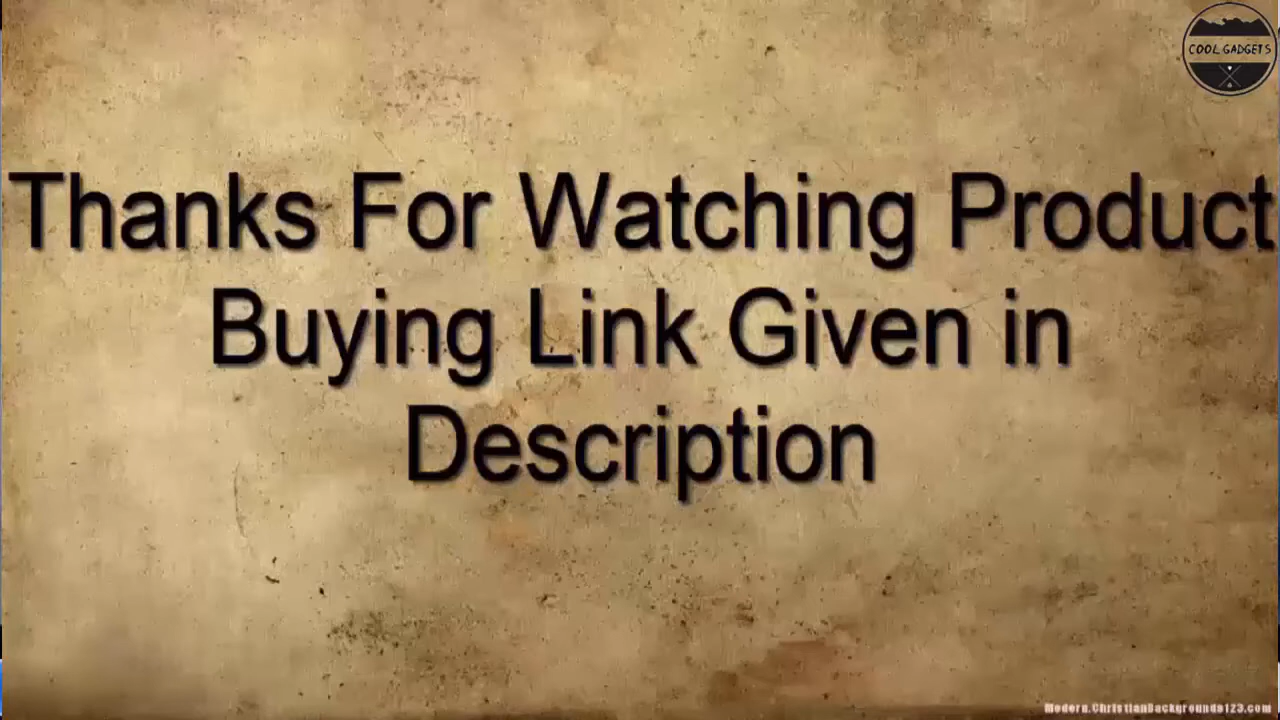 COOL GADGETS
Thanks For Watching Product
Buying Link Given in
Description
Modern.ChristianBackgrounds123.com